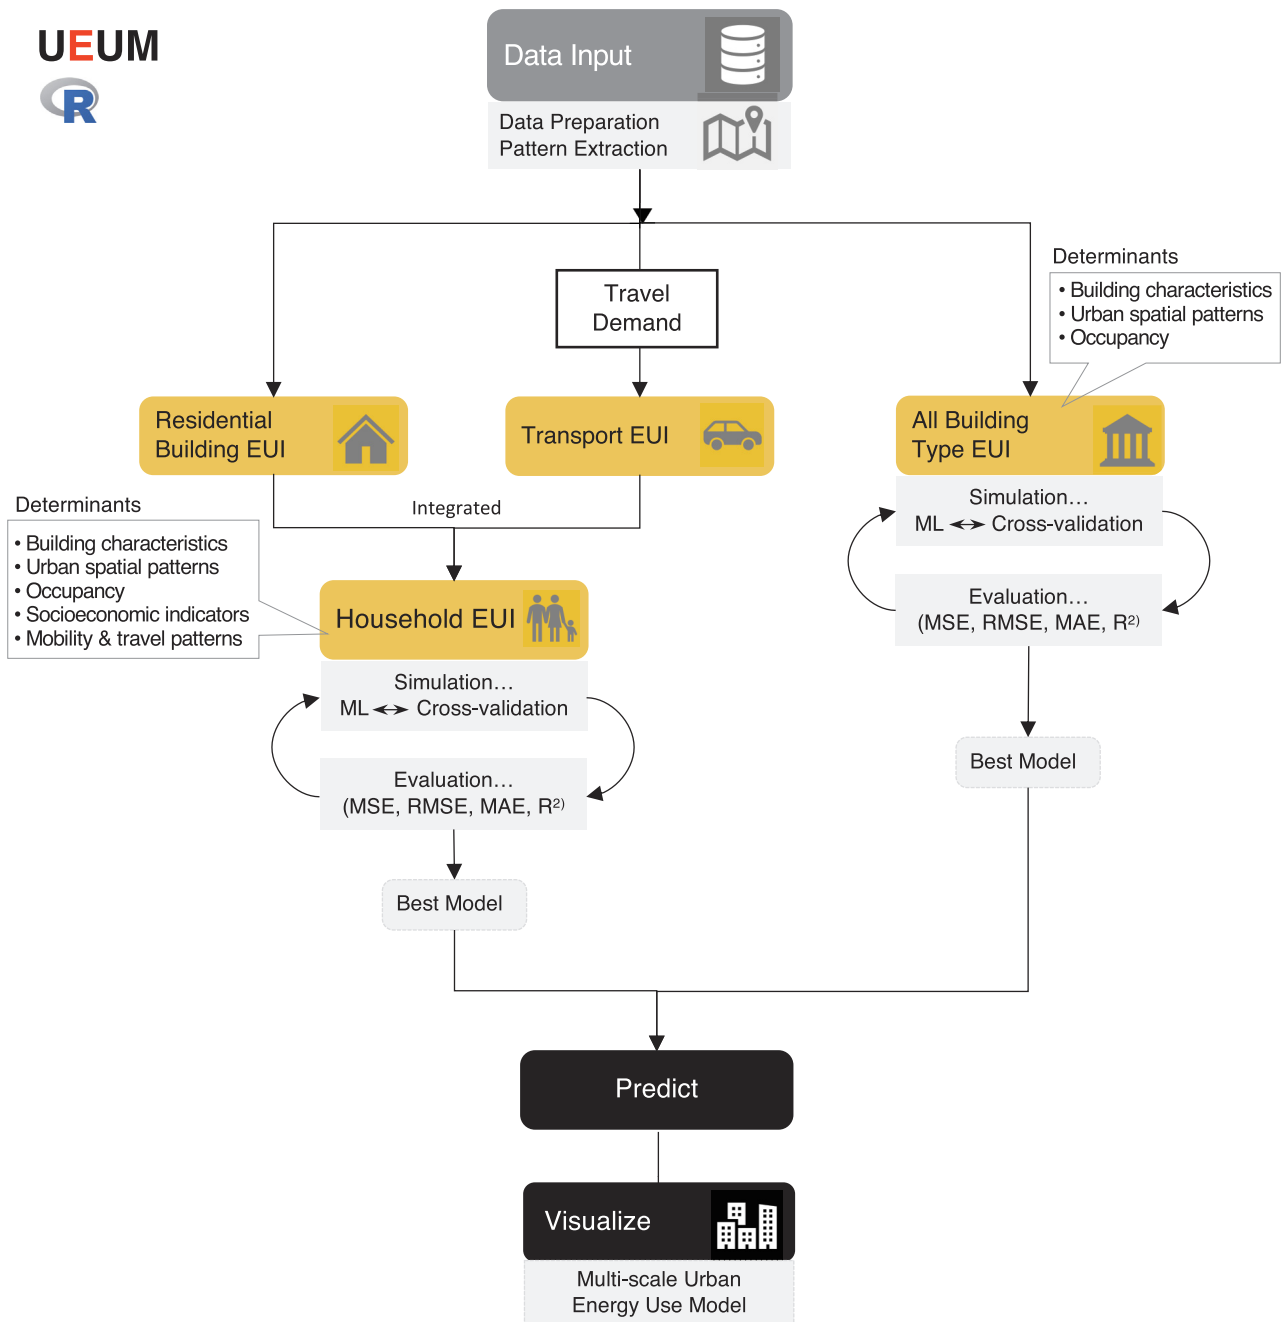 UEUM
R
Data Input
Data Preparation
Pattern Extraction
Travel
Demand
Determinants
• Building characteristics
• Urban spatial patterns
• Occupancy
Residential
Building EUI
Transport EUI
All Building
Type EUI
Integrated
Simulation...
ML Cross-validation
Evaluation...
(MSE, RMSE, MAE, R²⁾
Best Model
Determinants
• Building characteristics
• Urban spatial patterns
• Occupancy
• Socioeconomic indicators
• Mobility & travel patterns
Household EUI
Simulation...
ML Cross-validation
Evaluation...
(MSE, RMSE, MAE, R²⁾
Best Model
Predict
Visualize
Multi-scale Urban
Energy Use Model